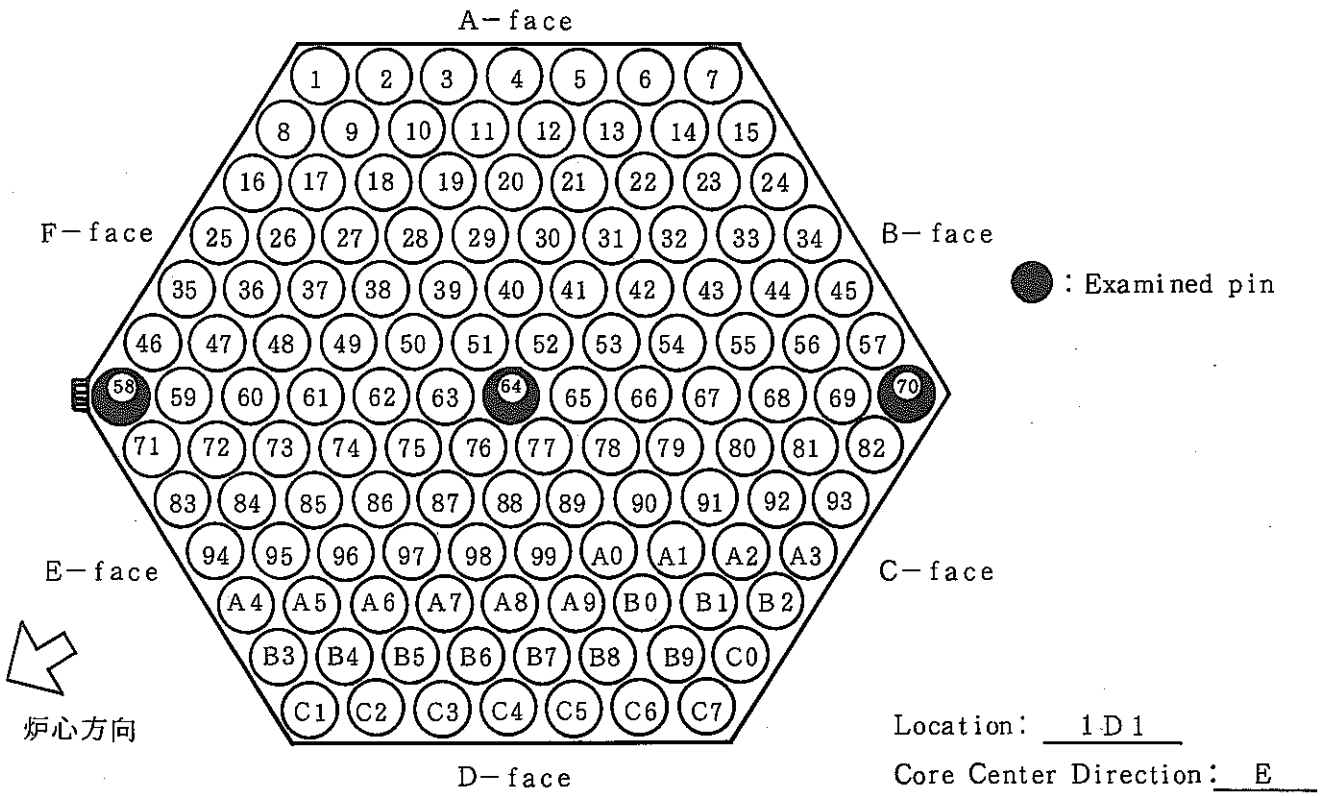 A-face
1 2 3 4 5 6 7
8 9 10 11 12 13 14 15
16 17 18 19 20 21 22 23 24
F-face 25 26 27 28 29 30 31 32 33 34 B-face
35 36 37 38 39 40 41 42 43 44 45 : Examined pin
46 47 48 49 50 51 52 53 54 55 56 57
58 59 60 61 62 63 64 65 66 67 68 69 70
71 72 73 74 75 76 77 78 79 80 81 82
83 84 85 86 87 88 89 90 91 92 93
E-face 94 95 96 97 98 99 A0 A1 A2 A3 C-face
A4 A5 A6 A7 A8 A9 B0 B1 B2
B3 B4 B5 B6 B7 B8 B9 C0
C1 C2 C3 C4 C5 C6 C7
炉心方向
Location: 1D1
D-face
Core Center Direction: E